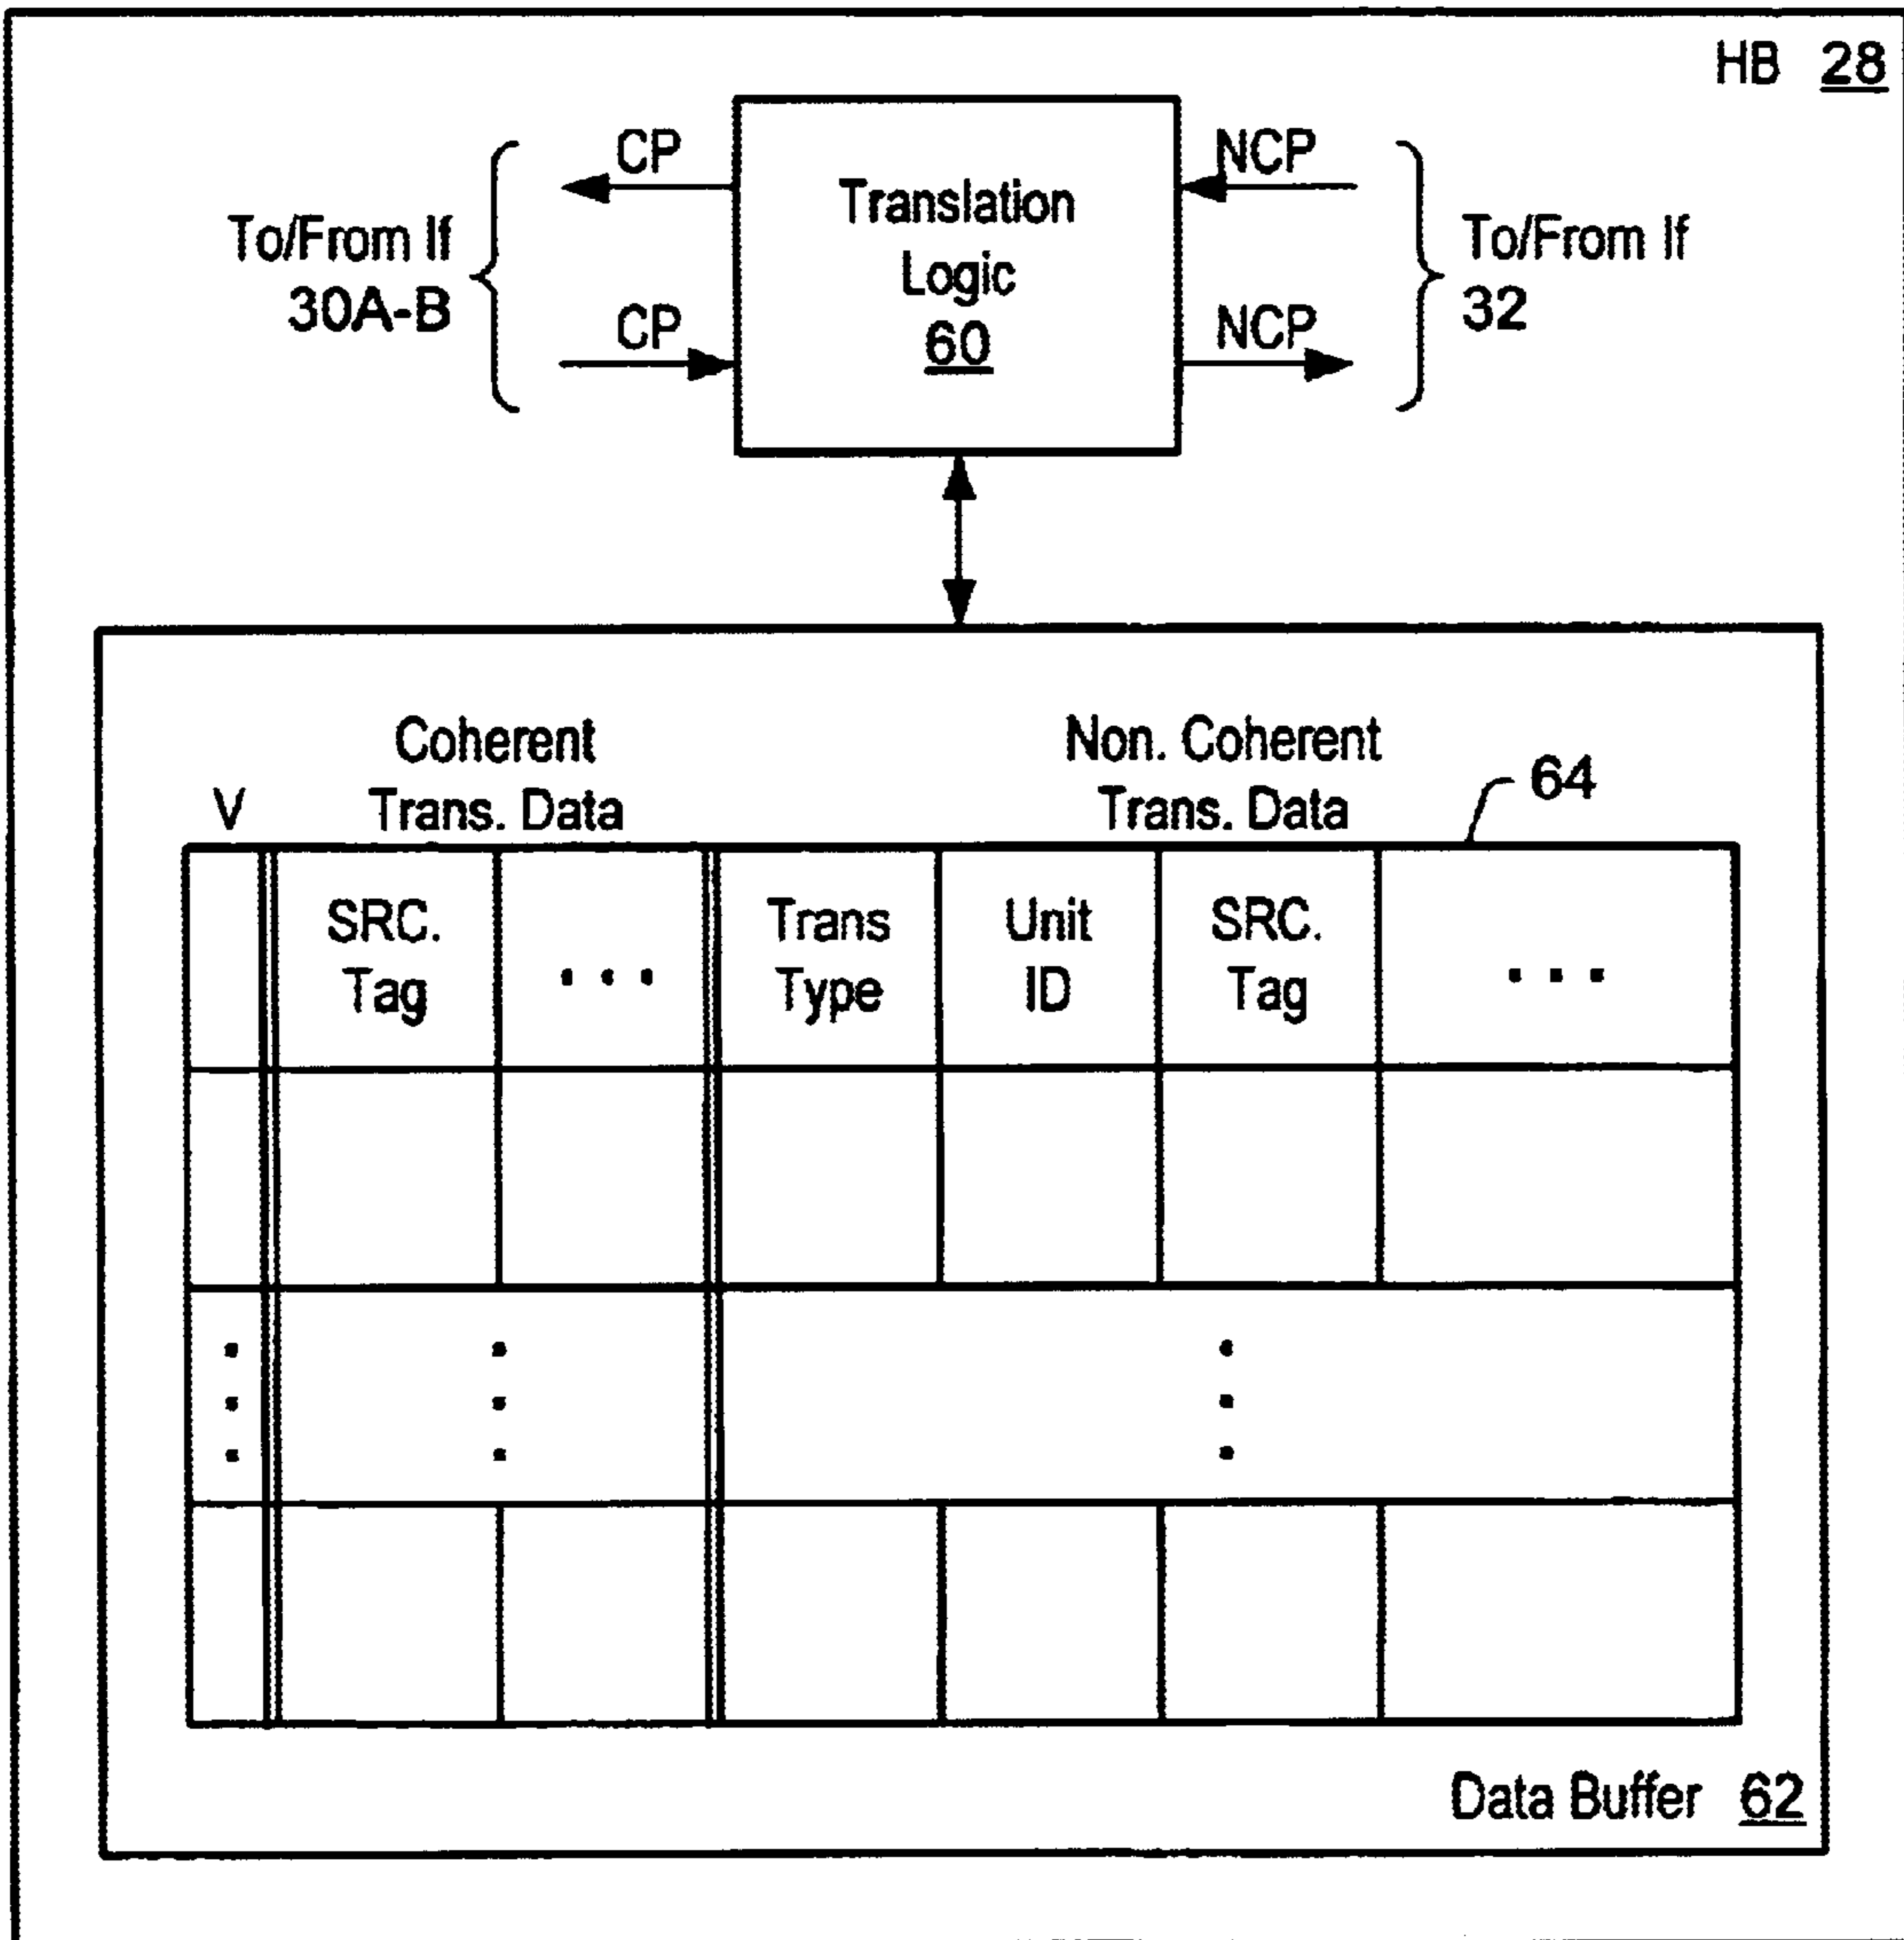 HB 28
CP
NCP
To/From If
30A-B
Translation
Logic
60
To/From If
32
CP
NCP
Coherent
Trans. Data
Non. Coherent
Trans. Data
64
V
SRC.
Tag
. . .
Trans
Type
Unit
ID
SRC.
Tag
. . .
Data Buffer 62